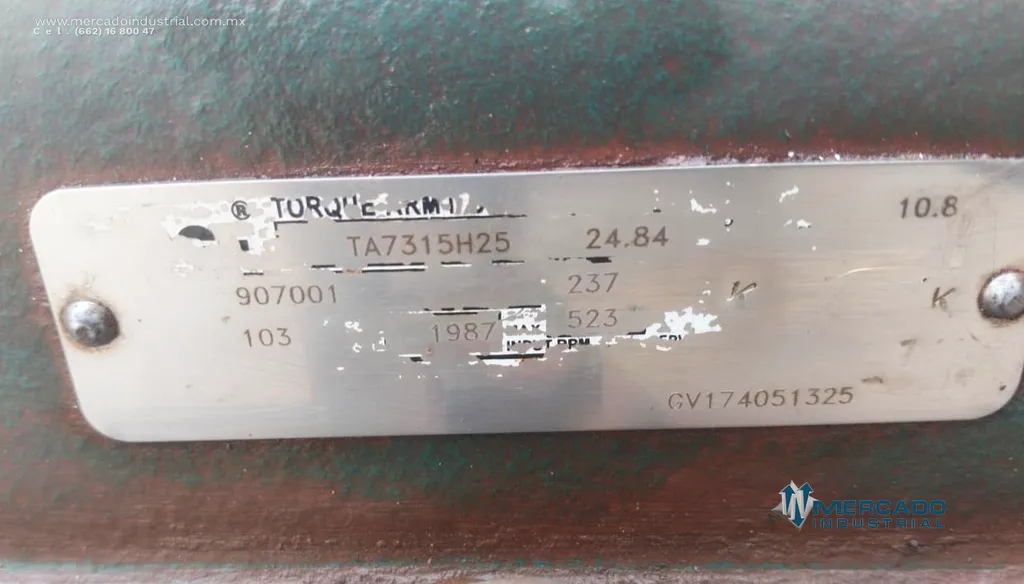 www.mercadoindustrial.com.mx
Cel. (662) 16 800 47
® TORQUE
10.8
TA7315H25 24.84
907001 237
103 1987 MAX 523
INPUT RPM
K K
GV174051325
MERCADO
INDUSTRIAL